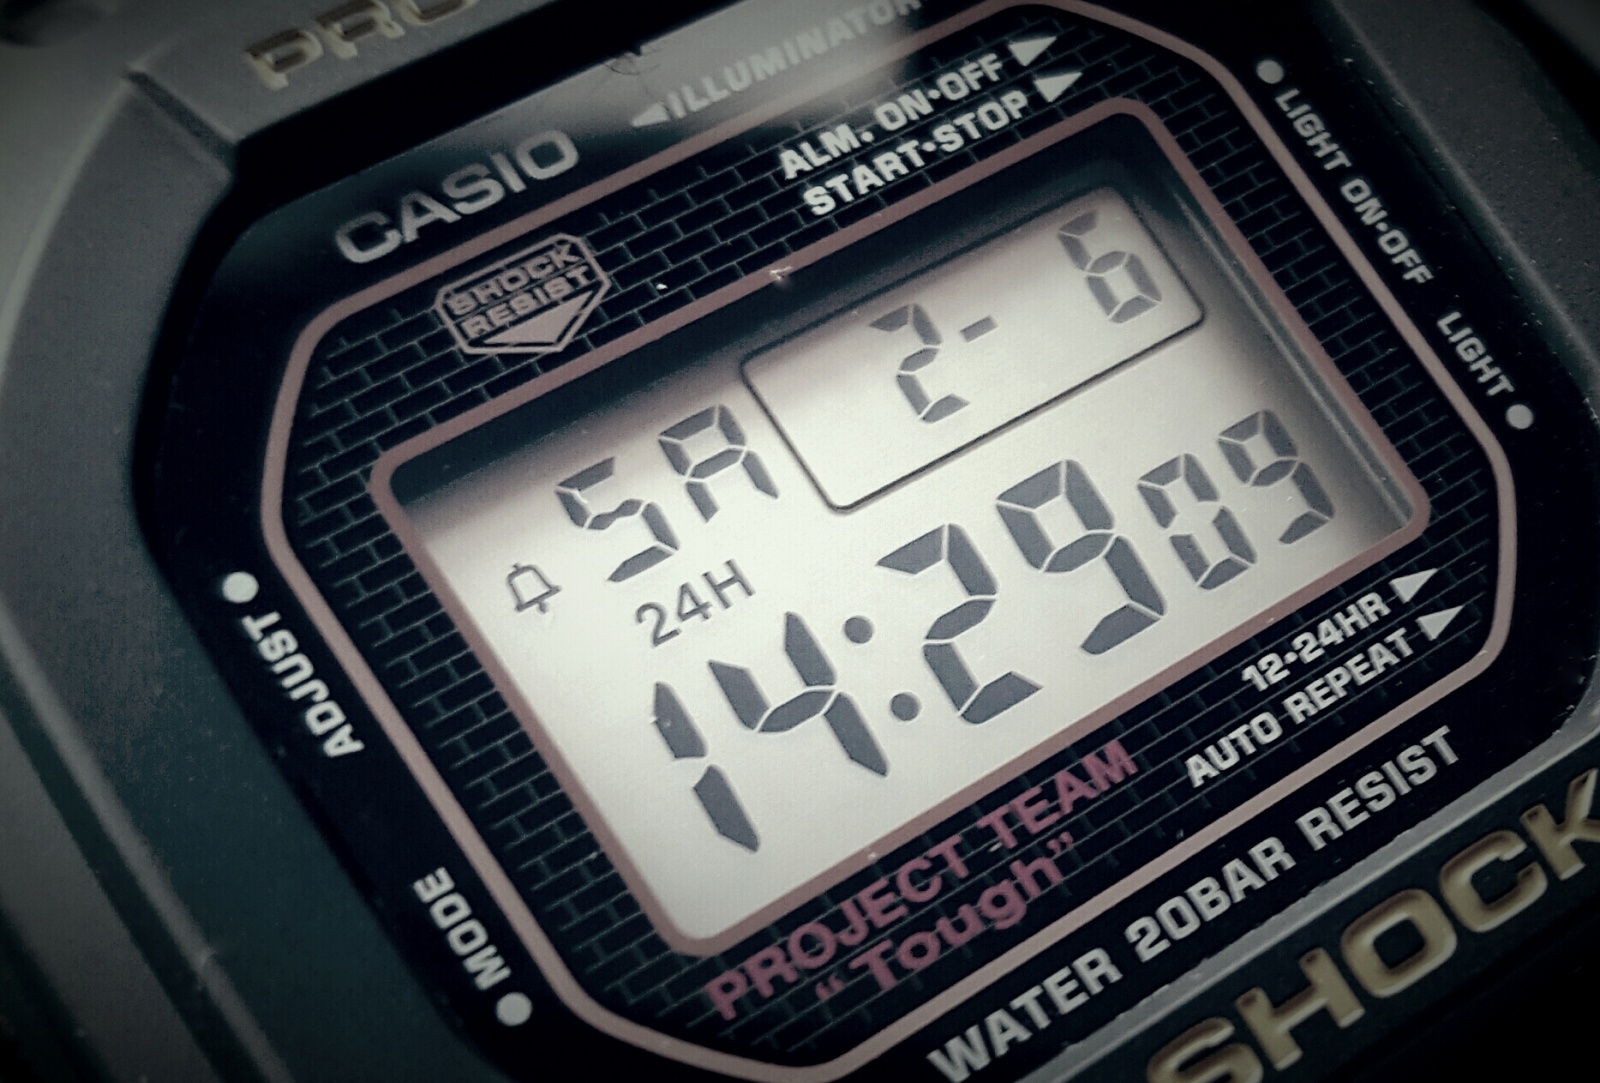 PRO
ILLUMINATOR
CASIO
ALM. ON•OFF
START•STOP
SHOCK
RESIST
LIGHT ON•OFF
LIGHT
2- 6
SA
24H
14:29 09
ADJUST
MODE
12•24HR
AUTO REPEAT
PROJECT TEAM
“Tough”
WATER 20BAR RESIST
SHOCK